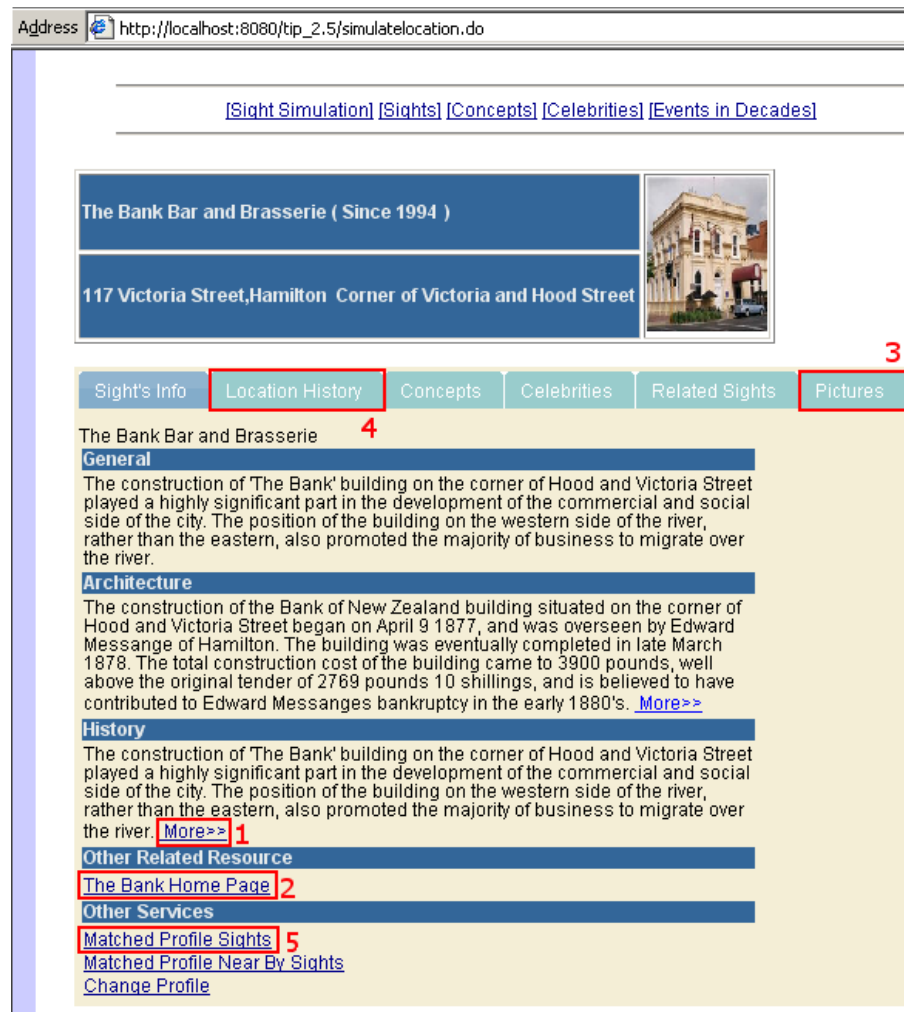 Address http://localhost:8080/tip_2.5/simulatelocation.do
[Sight Simulation] [Sights] [Concepts] [Celebrities] [Events in Decades]
The Bank Bar and Brasserie ( Since 1994 )
117 Victoria Street,Hamilton Corner of Victoria and Hood Street
3
Sight's Info Location History Concepts Celebrities Related Sights Pictures
4
The Bank Bar and Brasserie
General
The construction of 'The Bank' building on the corner of Hood and Victoria Street
played a highly significant part in the development of the commercial and social
side of the city. The position of the building on the western side of the river,
rather than the eastern, also promoted the majority of business to migrate over
the river.
Architecture
The construction of the Bank of New Zealand building situated on the corner of
Hood and Victoria Street began on April 9 1877, and was overseen by Edward
Messange of Hamilton. The building was eventually completed in late March
1878. The total construction cost of the building came to 3900 pounds, well
above the original tender of 2769 pounds 10 shillings, and is believed to have
contributed to Edward Messanges bankruptcy in the early 1880's. More>>
History
The construction of 'The Bank' building on the corner of Hood and Victoria Street
played a highly significant part in the development of the commercial and social
side of the city. The position of the building on the western side of the river,
rather than the eastern, also promoted the majority of business to migrate over
the river. More>> 1
Other Related Resource
The Bank Home Page 2
Other Services
Matched Profile Sights 5
Matched Profile Near By Sights
Change Profile